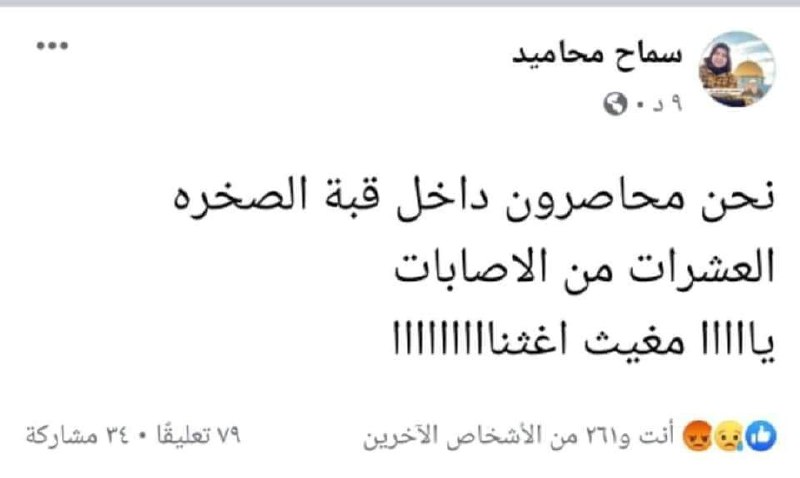 سماح محاميد
٩ د •
نحن محاصرون داخل قبة الصخره
العشرات من الاصابات
يااااا مغيث اغثناااااااااا
أنت و٢٦١ من الأشخاص الآخرين
٧٩ تعليقًا • ٣٤ مشاركة